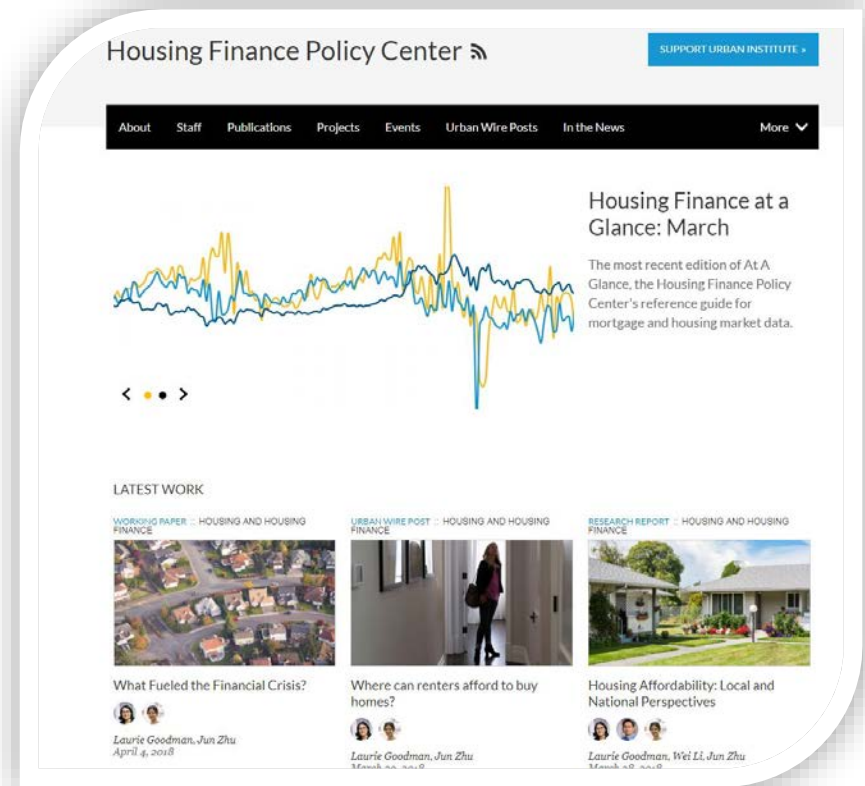 Housing Finance Policy Center
SUPPORT URBAN INSTITUTE »
About Staff Publications Projects Events Urban Wire Posts In the News More
Housing Finance at a
Glance: March
The most recent edition of At A
Glance, the Housing Finance Policy
Center's reference guide for
mortgage and housing market data.
LATEST WORK
WORKING PAPER :: HOUSING AND HOUSING
FINANCE
What Fueled the Financial Crisis?
Laurie Goodman, Jun Zhu
April 4, 2018
URBAN WIRE POST :: HOUSING AND HOUSING
FINANCE
Where can renters afford to buy
homes?
Laurie Goodman, Jun Zhu
RESEARCH REPORT :: HOUSING AND HOUSING
FINANCE
Housing Affordability: Local and
National Perspectives
Laurie Goodman, Wei Li, Jun Zhu